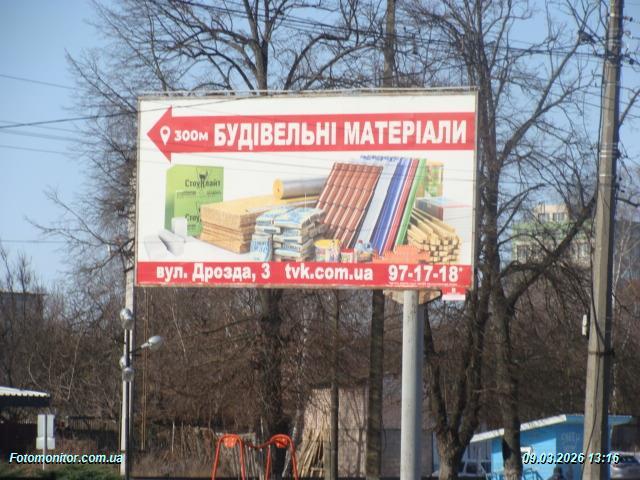 300м БУДІВЕЛЬНІ МАТЕРІАЛИ
вул. Дрозда, 3 tvk.com.ua 97-17-18*
Fotomonitor.com.ua
09.03.2026 13:16